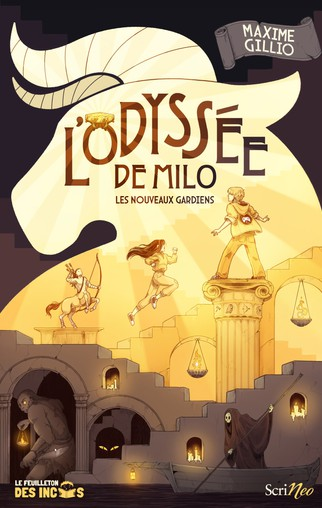 MAXIME
GILLIO
L'ODYSSÉE
DE MILO
LES NOUVEAUX GARDIENS
LE FEUILLETON
DES INCOS
ScriNeo